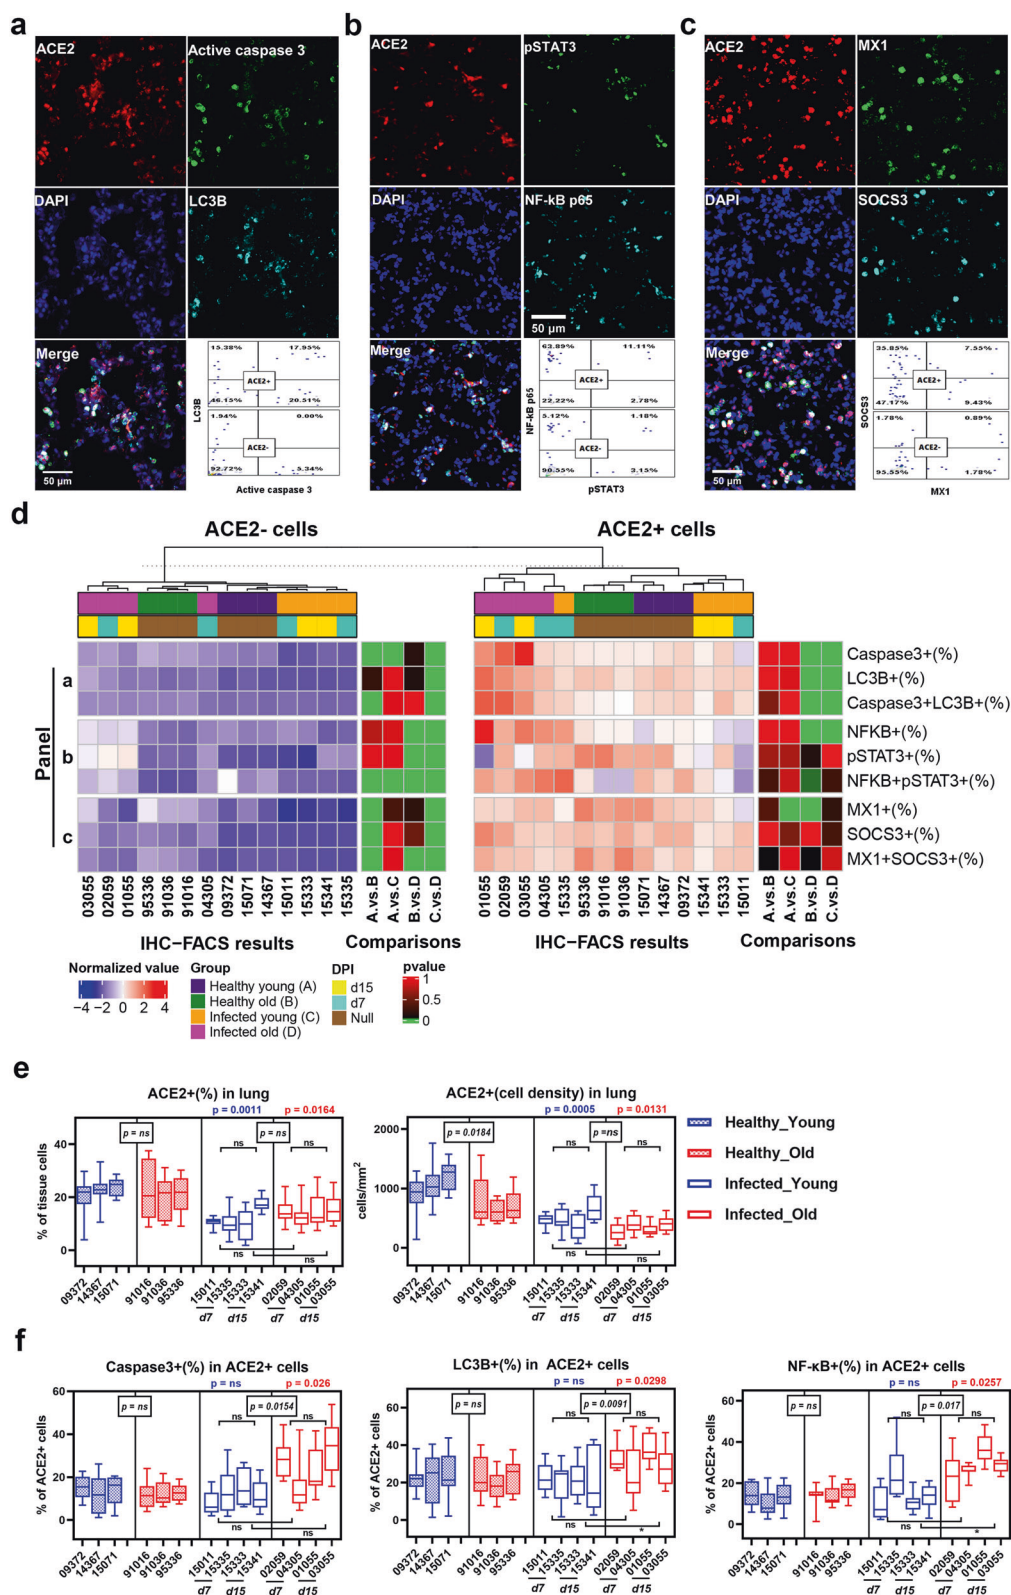 a
ACE2
Active caspase 3
DAPI
LC3B
Merge
50 µm
15.38%
17.95%
ACE2+
46.15%
20.51%
1.94%
0.00%
ACE2-
92.72%
5.34%
LC3B
Active caspase 3
b
ACE2
pSTAT3
DAPI
NF-kB p65
50 µm
Merge
63.89%
11.11%
ACE2+
22.22%
2.78%
5.12%
1.18%
ACE2-
90.55%
3.15%
NF-kB p65
pSTAT3
c
ACE2
MX1
DAPI
SOCS3
Merge
50 µm
35.85%
7.55%
ACE2+
47.17%
9.43%
1.78%
0.89%
ACE2-
95.55%
1.78%
SOCS3
MX1
d
ACE2- cells
ACE2+ cells
Panel
a
b
c
Caspase3+(%)
LC3B+(%)
Caspase3+LC3B+(%)
NFKB+(%)
pSTAT3+(%)
NFKB+pSTAT3+(%)
MX1+(%)
SOCS3+(%)
MX1+SOCS3+(%)
03055 02059 01055 95336 91036 91016 04305 09372 15071 14367 15011 15333 15341 15335
A.vs.B A.vs.C B.vs.D C.vs.D
01055 02059 03055 04305 15335 95336 91016 91036 15071 14367 09372 15341 15333 15011
A.vs.B A.vs.C B.vs.D C.vs.D
IHC−FACS results
Comparisons
IHC−FACS results
Comparisons
Normalized value
−4 −2 0 2 4
Group
Healthy young (A)
Healthy old (B)
Infected young (C)
Infected old (D)
DPI
d15
d7
Null
pvalue
1
0.5
0
e
ACE2+(%) in lung
p = 0.0011 p = 0.0164
p = ns
p = ns
ns
ns
ns
ns
% of tissue cells
40
20
0
09372 14367 15071 91016 91036 95336 15011 15335 15333 15341 02059 04305 01055 03055
d7 d15 d7 d15
ACE2+(cell density) in lung
p = 0.0005 p = 0.0131
p = 0.0184
p =ns
ns
ns
ns
ns
cells/mm²
2000
1000
0
09372 14367 15071 91016 91036 95336 15011 15335 15333 15341 02059 04305 01055 03055
d7 d15 d7 d15
Healthy_Young
Healthy_Old
Infected_Young
Infected_Old
f
Caspase3+(%) in ACE2+ cells
p = ns p = 0.026
p = ns
p = 0.0154
ns
ns
ns
ns
% of ACE2+ cells
60
40
20
0
09372 14367 15071 91016 91036 95336 15011 15335 15333 15341 02059 04305 01055 03055
d7 d15 d7 d15
LC3B+(%) in ACE2+ cells
p = ns p = 0.0298
p = ns
p = 0.0091
ns
ns
ns
*
% of ACE2+ cells
60
40
20
0
09372 14367 15071 91016 91036 95336 15011 15335 15333 15341 02059 04305 01055 03055
d7 d15 d7 d15
NF-κB+(%) in ACE2+ cells
p = ns p = 0.0257
p = ns
p = 0.017
ns
ns
ns
*
% of ACE2+ cells
60
40
20
0
09372 14367 15071 91016 91036 95336 15011 15335 15333 15341 02059 04305 01055 03055
d7 d15 d7 d15